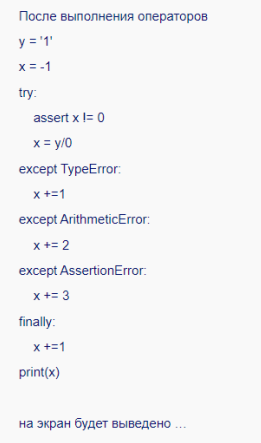 После выполнения операторов
y = '1'
x = -1
try:
assert x != 0
x = y/0
except TypeError:
x +=1
except ArithmeticError:
x += 2
except AssertionError:
x += 3
finally:
x +=1
print(x)
на экран будет выведено …